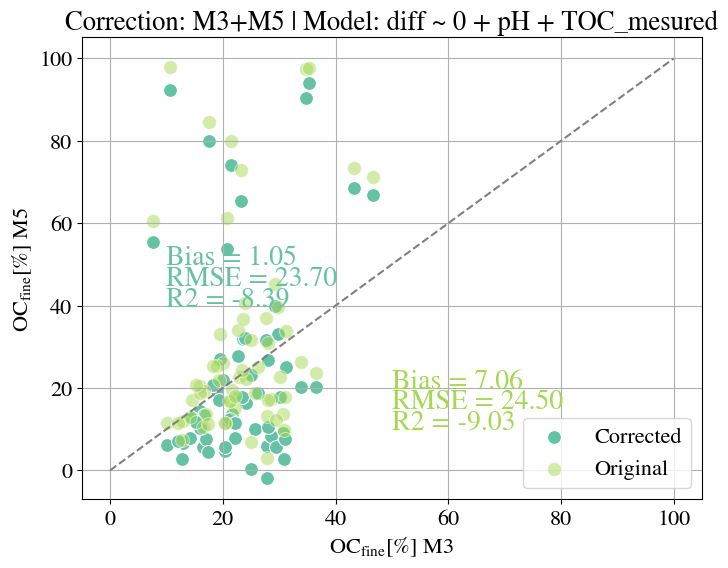 Correction: M3+M5 | Model: diff ~ 0 + pH + TOC_mesured
100
80
60
40
20
0
OCfine[%] M5
Bias = 1.05
RMSE = 23.70
R2 = -8.39
Bias = 7.06
RMSE = 24.50
R2 = -9.03
Corrected
Original
0
20
40
60
80
100
OCfine[%] M3